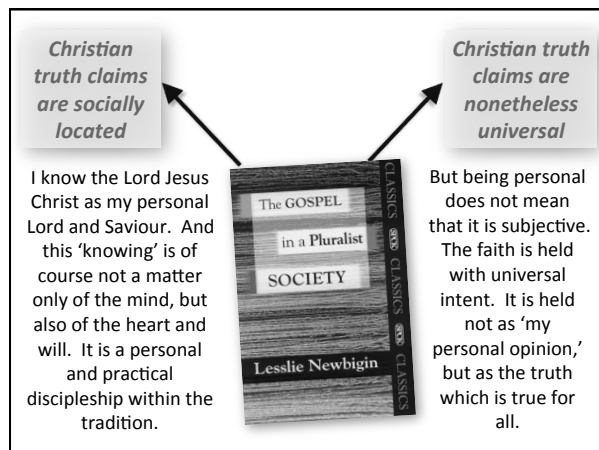 Christian
truth claims
are socially
located
I know the Lord Jesus
Christ as my personal
Lord and Saviour.  And
this ‘knowing’ is of
course not a matter
only of the mind, but
also of the heart and
will.  It is a personal
and practical
discipleship within the
tradition.
The GOSPEL
in a Pluralist
SOCIETY
Lesslie Newbigin
CLASSICS
SPCK
CLASSICS
SPCK
CLASSICS
Christian truth
claims are
nonetheless
universal
But being personal
does not mean
that it is subjective.
The faith is held
with universal
intent.  It is held
not as ‘my
personal opinion,’
but as the truth
which is true for
all.